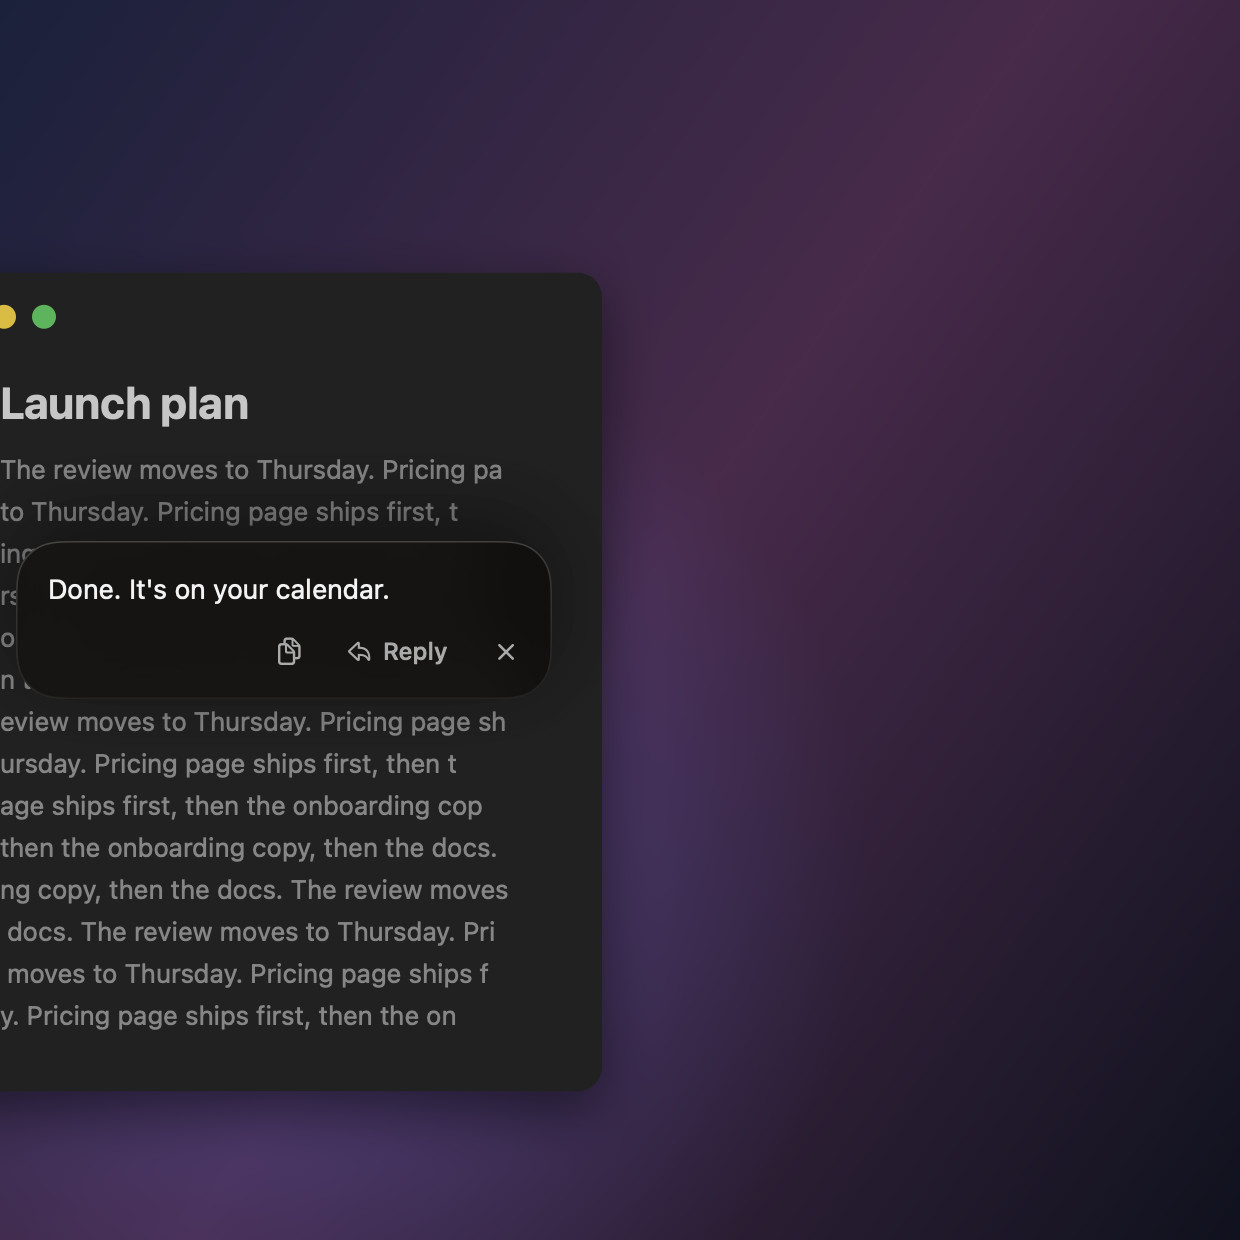 Launch plan
The review moves to Thursday. Pricing pa
to Thursday. Pricing page ships first, t
Done. It's on your calendar.
Reply
eview moves to Thursday. Pricing page sh
ursday. Pricing page ships first, then t
age ships first, then the onboarding cop
then the onboarding copy, then the docs.
ng copy, then the docs. The review moves
docs. The review moves to Thursday. Pri
moves to Thursday. Pricing page ships f
y. Pricing page ships first, then the on